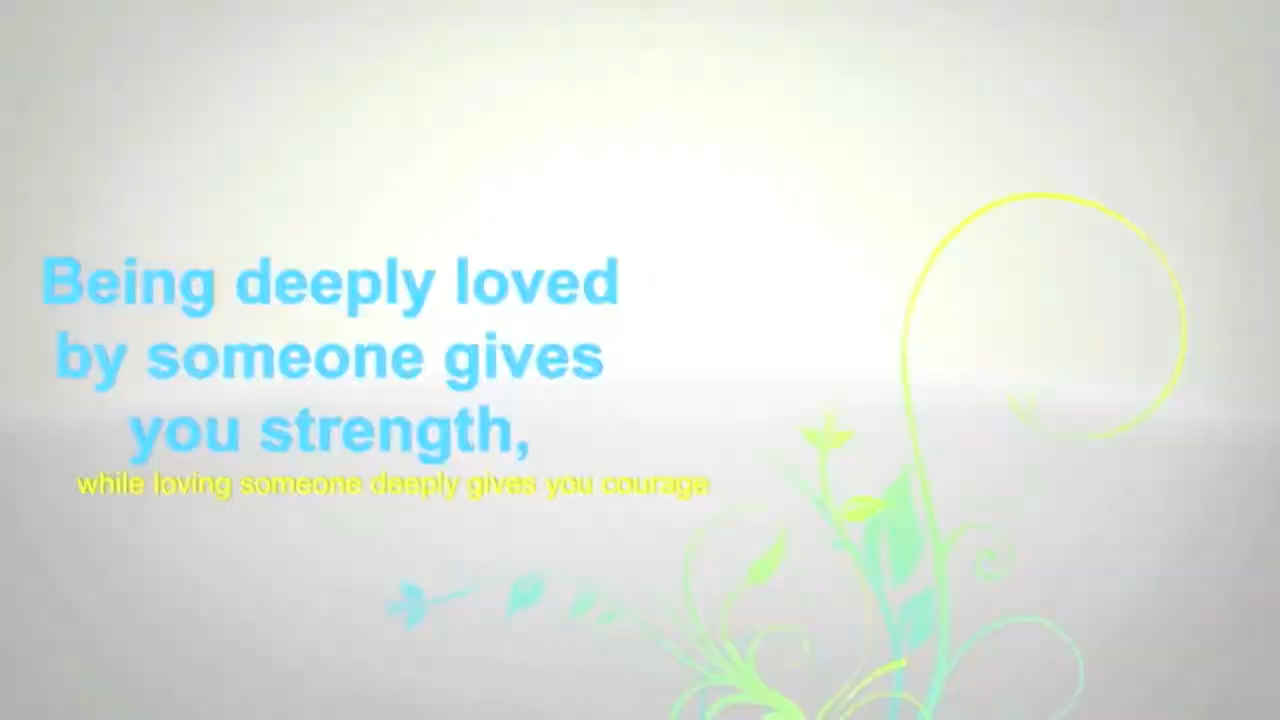 Being deeply loved
by someone gives
you strength,
while loving someone deeply gives you courage